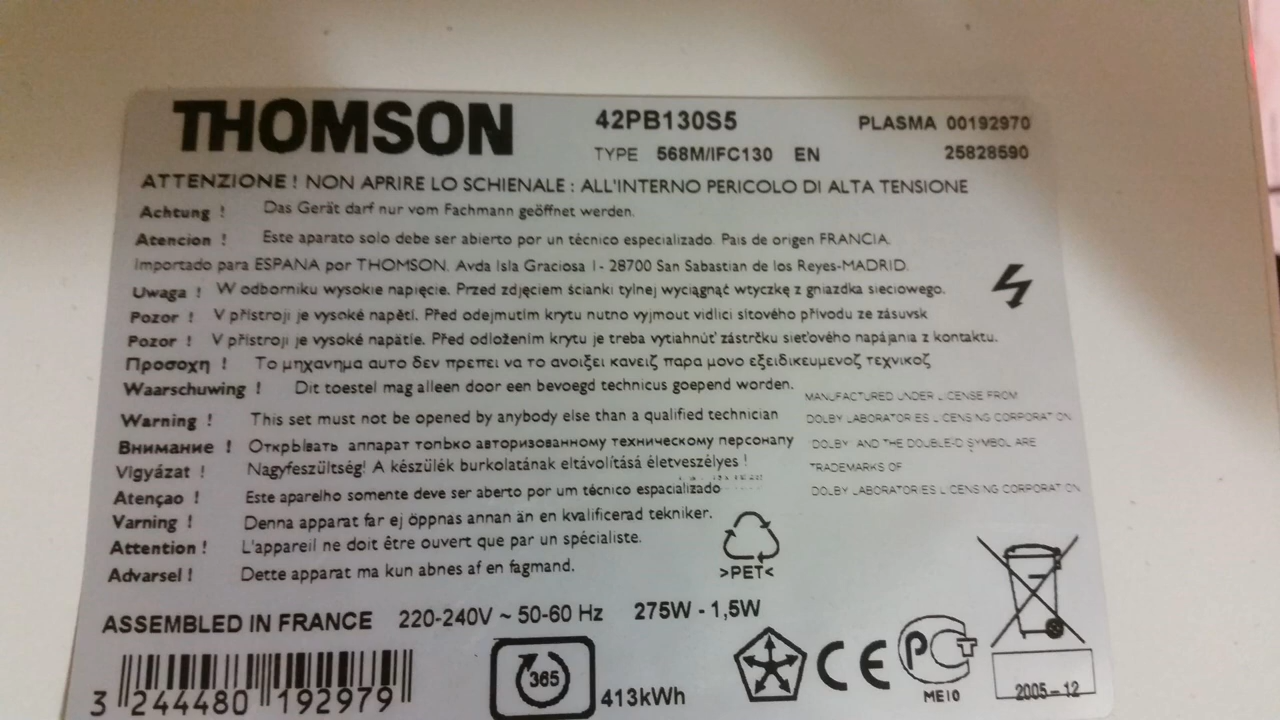 THOMSON 42PB130S5 PLASMA 00192970
TYPE 568M/IFC130 EN 25828590
ATTENZIONE ! NON APRIRE LO SCHIENALE : ALL'INTERNO PERICOLO DI ALTA TENSIONE
Achtung ! Das Gerät darf nur vom Fachmann geöffnet werden.
Atencion ! Este aparato solo debe ser abierto por un técnico especializado. Pais de origen FRANCIA.
Importado para ESPANA por THOMSON. Avda Isla Graciosa 1 - 28700 San Sabastian de los Reyes-MADRID.
Uwaga ! W odborniku wysokie napięcie. Przed zdjęciem ścianki tylnej wyciągnąć wtyczkę z gniazdka sieciowego.
Pozor ! V přístroji je vysoké napětí. Před odejmutím krytu nutno vyjmout vidlici sítového přívodu ze zásuvsk
Pozor ! V přístroji je vysoké napätle. Před odložením krytu je treba vytiahnúť zástrčku sieťového napájania z kontaktu.
Προσοχη ! Το μηχανημα αυτο δεν πρεπει να το ανοιξει κανειζ παρα μονο εξειδικευμενοζ τεχνικοζ
Waarschuwing ! Dit toestel mag alleen door een bevoegd technicus goepend worden.
Warning ! This set must not be opened by anybody else than a qualified technician
Внимание ! Открывать аппарат топько авторизованному техническому персонапу
Vigyázat ! Nagyfeszültség! A készülék burkolatának eltávolításá életveszélyes !
Atençao ! Este aparelho somente deve ser aberto por um técnico espacializado
Varning ! Denna apparat far ej öppnas annan än en kvalificerad tekniker.
Attention ! L'appareil ne doit être ouvert que par un spécialiste.
Advarsel ! Dette apparat ma kun abnes af en fagmand.
MANUFACTURED UNDER LICENSE FROM
DOLBY LABORATORIES LICENSING CORPORATION
DOLBY AND THE DOUBLE-D SYMBOL ARE
TRADEMARKS OF
DOLBY LABORATORIES LICENSING CORPORATION
>PET<
ASSEMBLED IN FRANCE 220-240V ~ 50-60 Hz 275W - 1,5W
3 244480 192979
365
413kWh
CE
PCT
ME10
2005-12